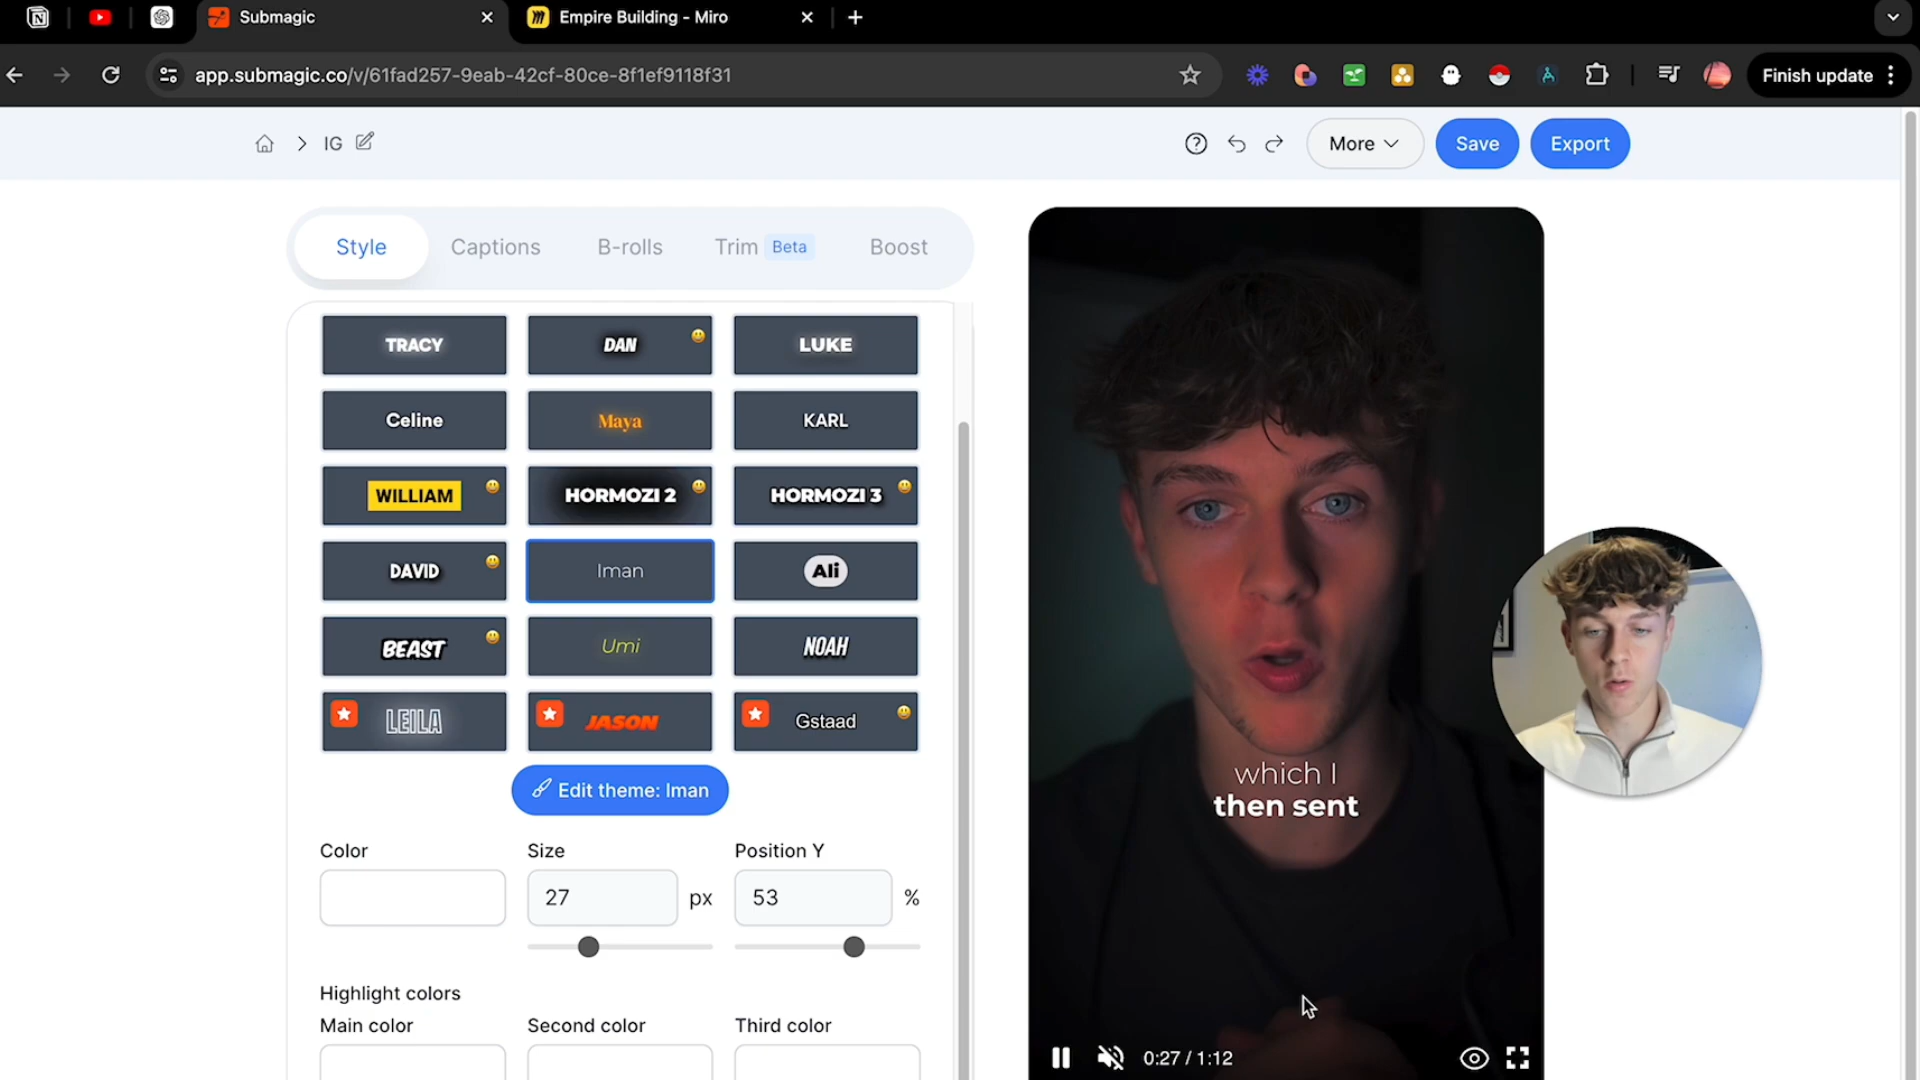 Submagic
Empire Building - Miro
app.submagic.co/v/61fad257-9eab-42cf-80ce-8f1ef9118f31
Finish update
IG
More
Save
Export
Style
Captions
B-rolls
Trim Beta
Boost
TRACY
DAN
LUKE
Celine
Maya
KARL
WILLIAM
HORMOZI 2
HORMOZI 3
DAVID
Iman
Ali
BEAST
Umi
NOAH
LEILA
JASON
Gstaad
Edit theme: Iman
Color
Size
Position Y
27 px
53 %
Highlight colors
Main color
Second color
Third color
which I
then sent
0:27 / 1:12